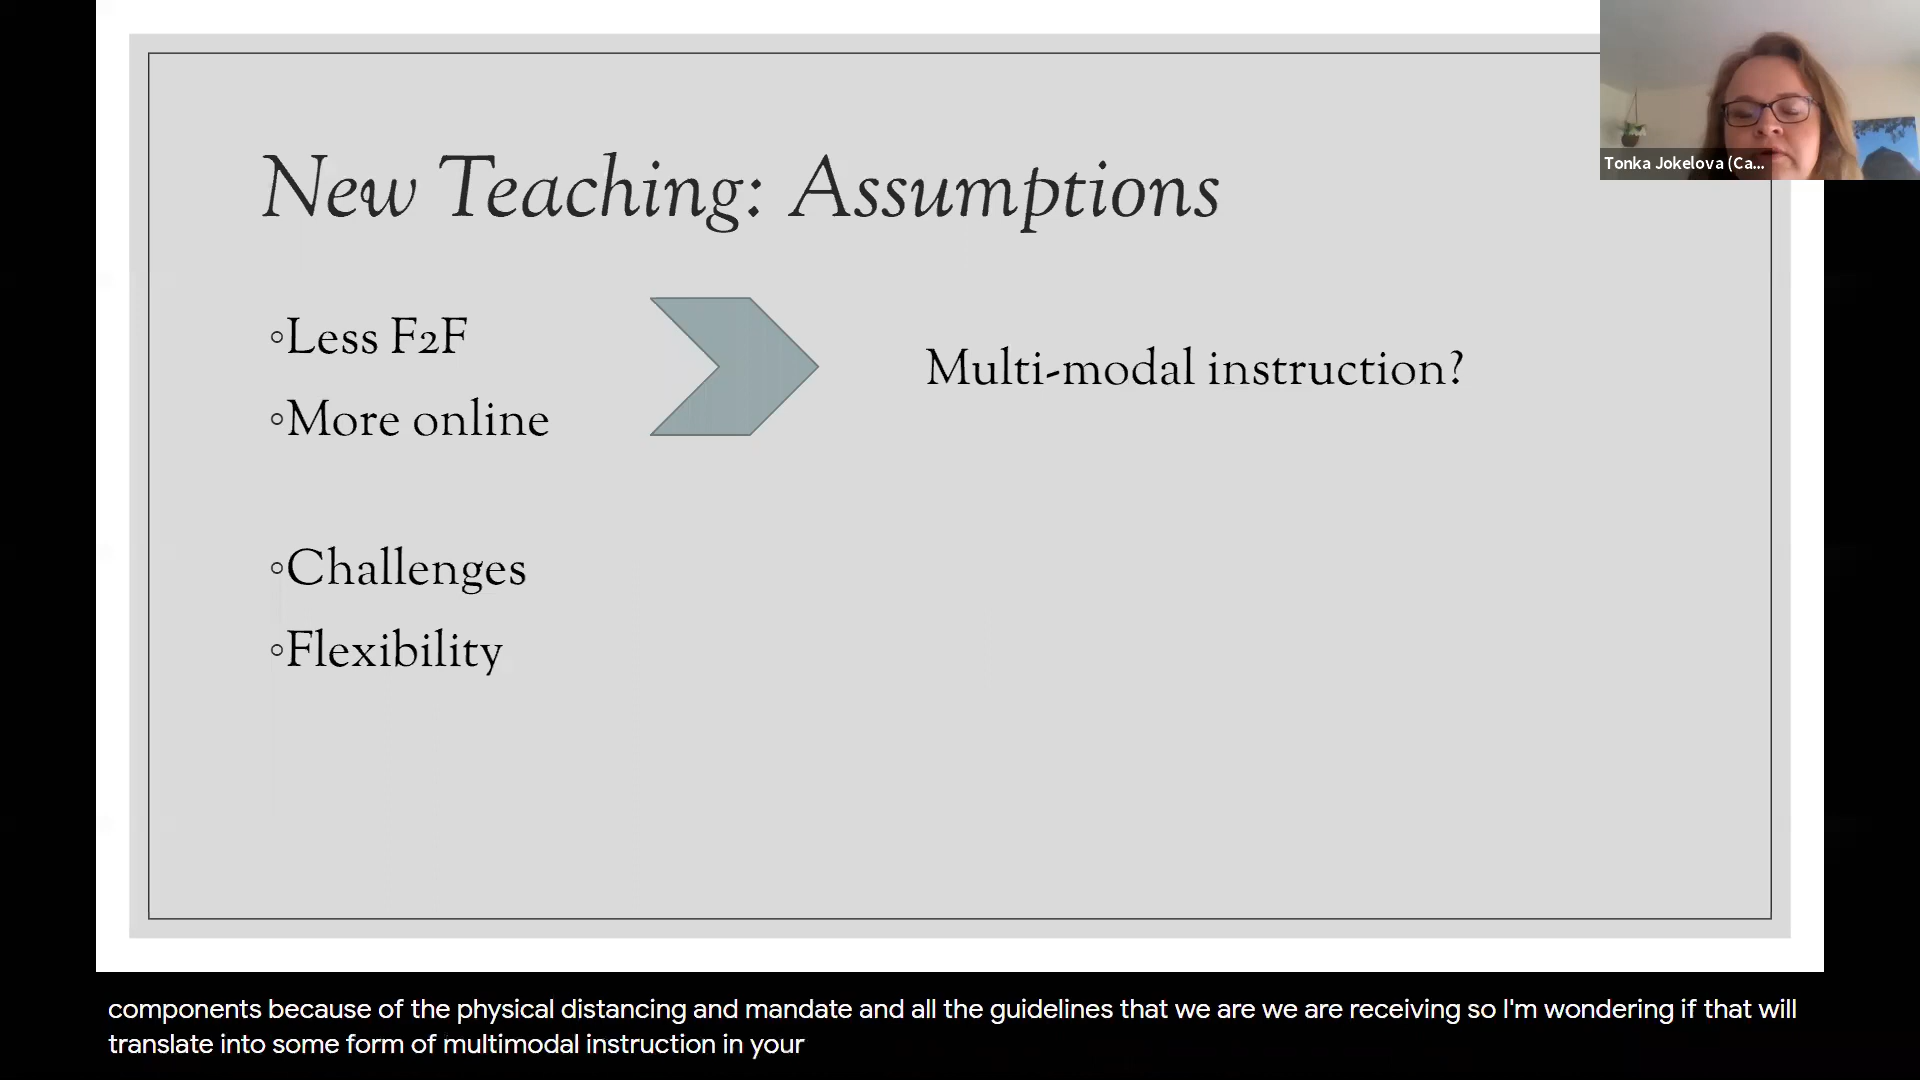 New Teaching: Assumptions
◦Less F2F
◦More online
Multi-modal instruction?
◦Challenges
◦Flexibility
Tonka Jokelova (Ca...
components because of the physical distancing and mandate and all the guidelines that we are we are receiving so I'm wondering if that will
translate into some form of multimodal instruction in your